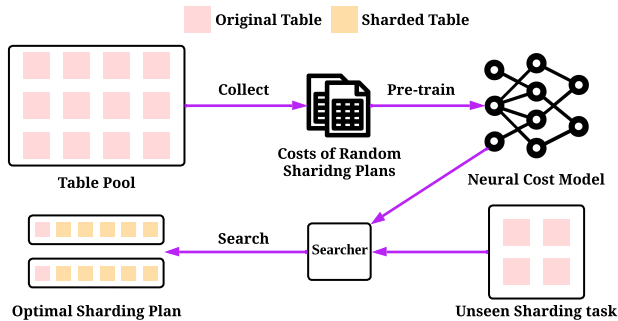 Original Table
Sharded Table
Collect
Pre-train
Costs of Random
Sharidng Plans
Table Pool
Neural Cost Model
Search
Searcher
Optimal Sharding Plan
Unseen Sharding task